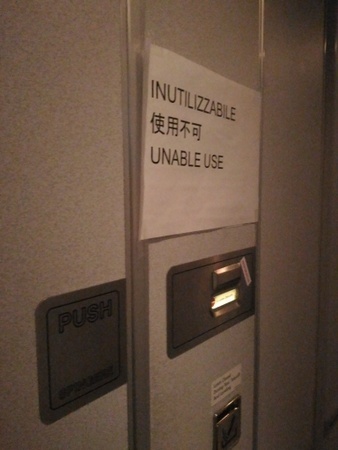 INUTILIZZABILE
使用不可
UNABLE USE
PUSH